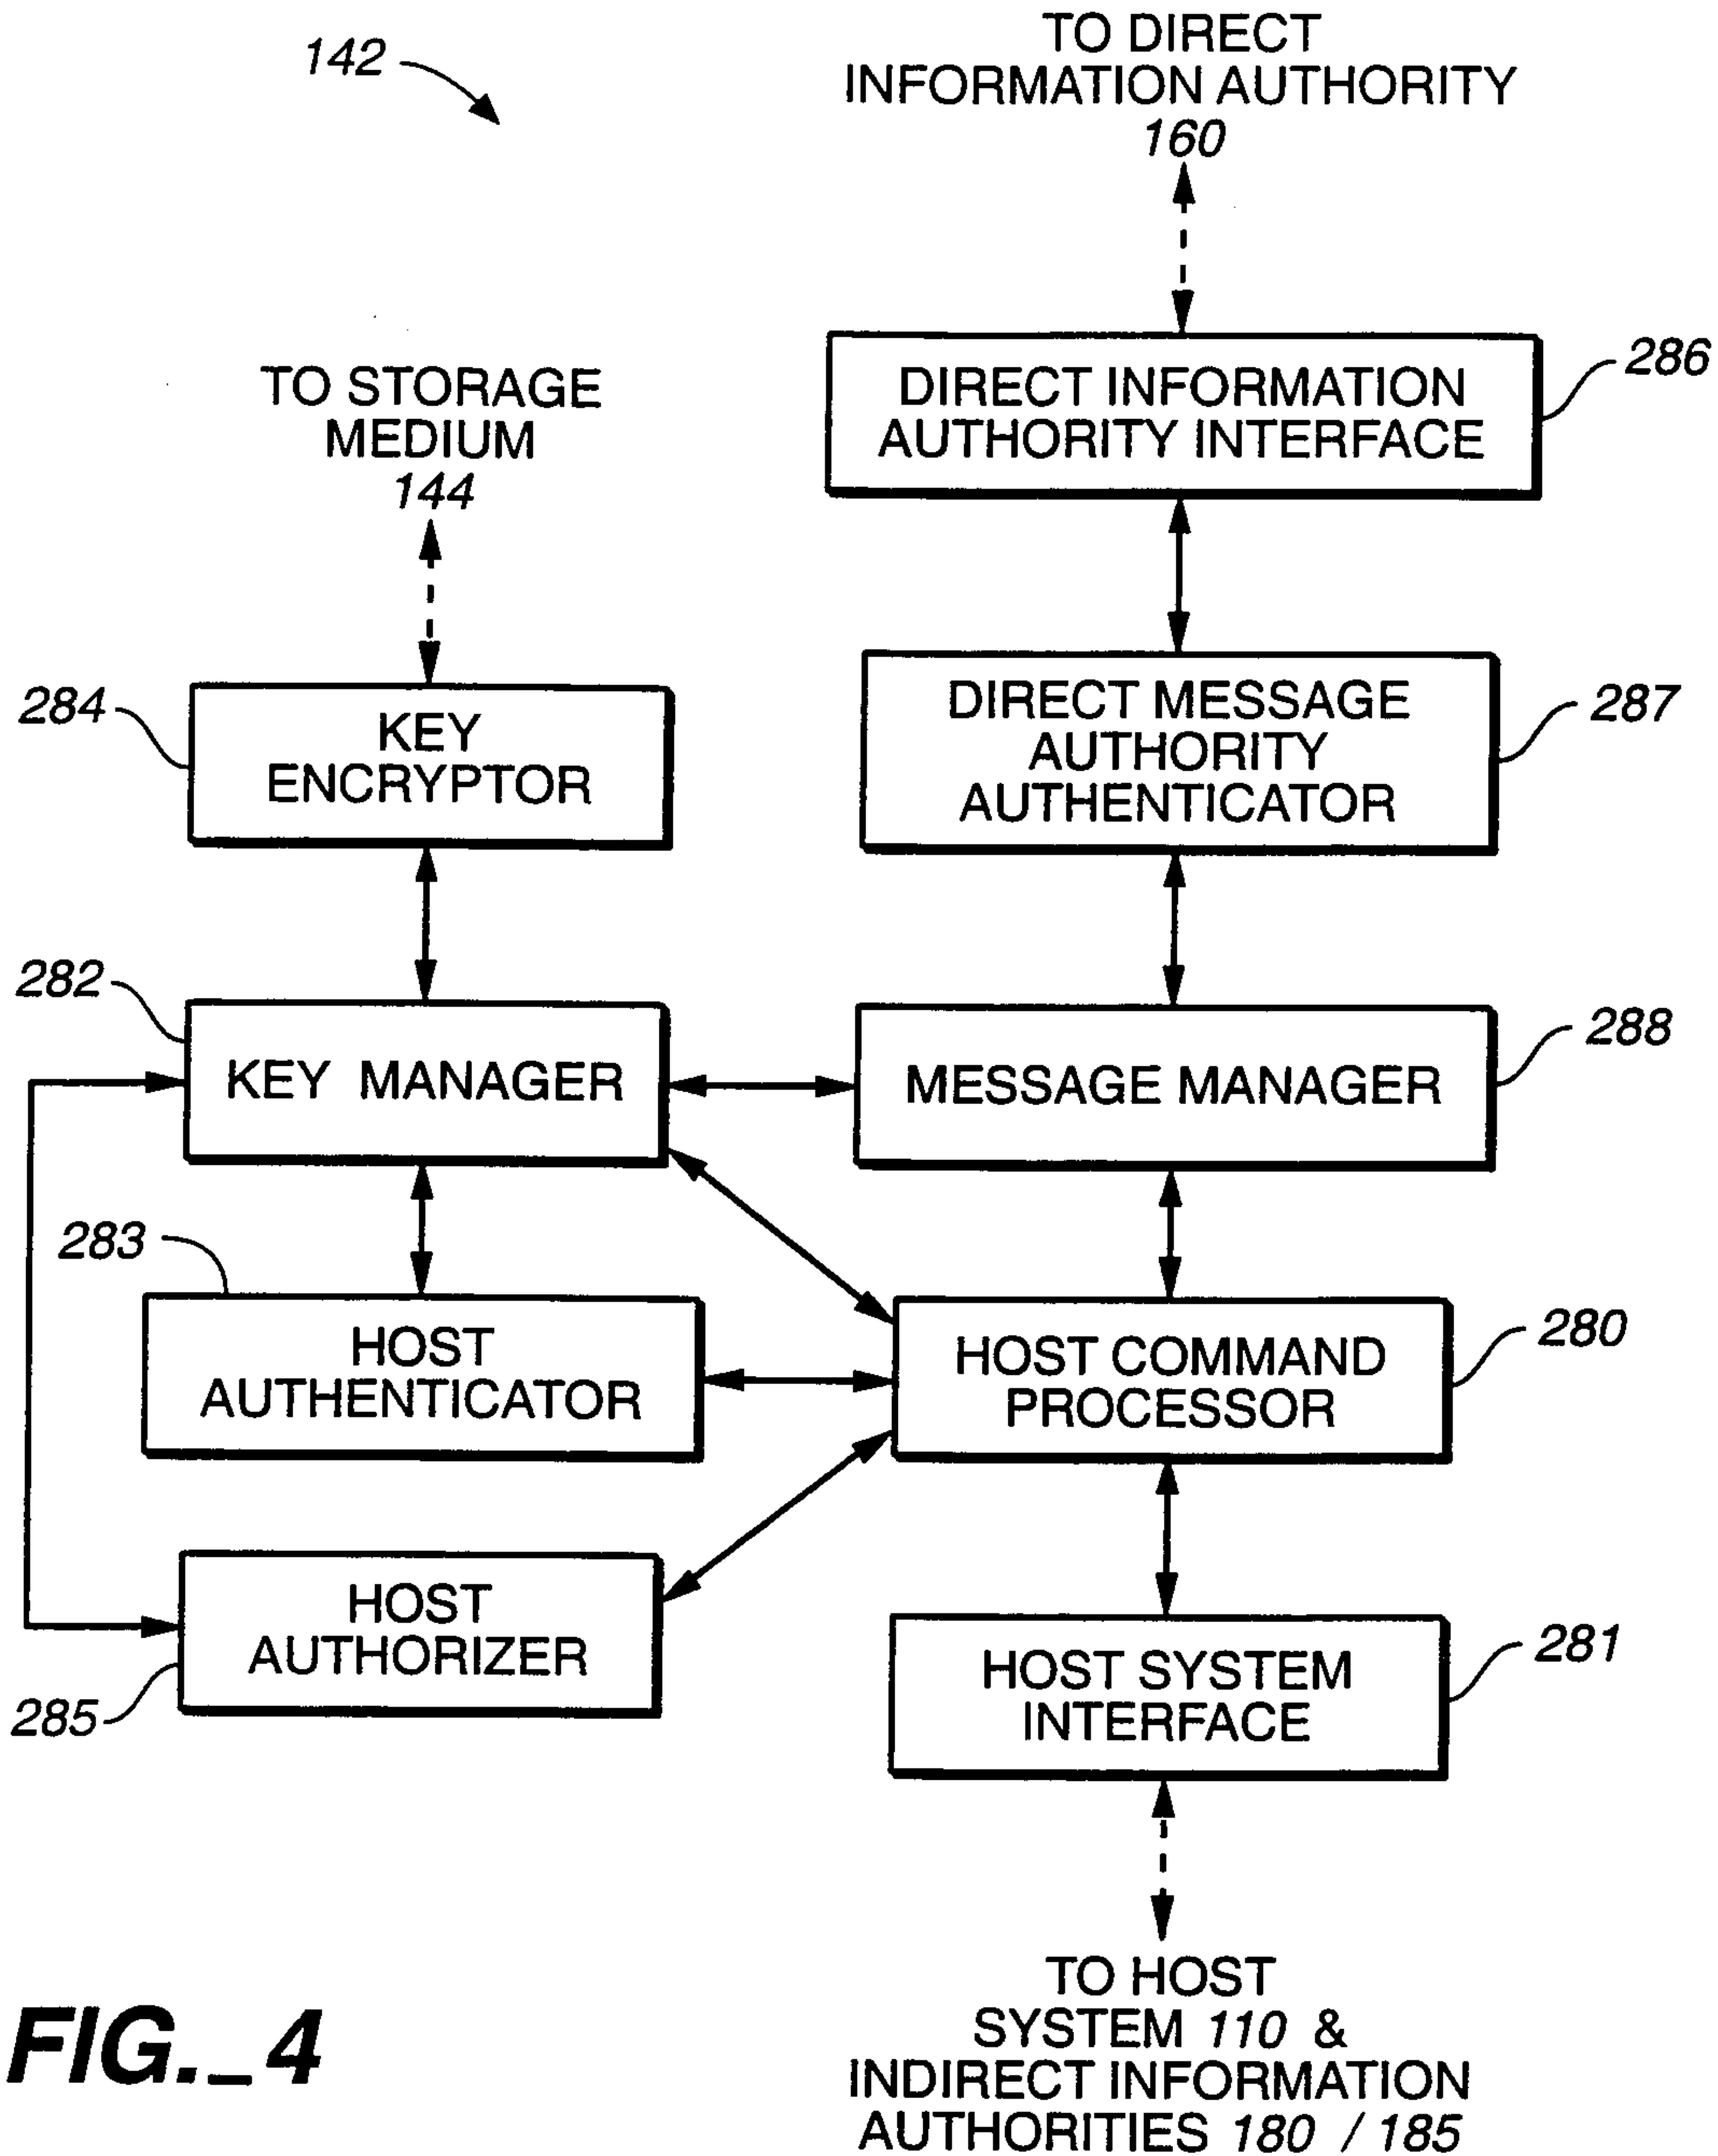 142
TO DIRECT
INFORMATION AUTHORITY
160
TO STORAGE
MEDIUM
144
DIRECT INFORMATION
AUTHORITY INTERFACE
286
284
KEY
ENCRYPTOR
DIRECT MESSAGE
AUTHORITY
AUTHENTICATOR
287
282
KEY MANAGER
MESSAGE MANAGER
288
283
HOST
AUTHENTICATOR
HOST COMMAND
PROCESSOR
280
HOST
AUTHORIZER
285
HOST SYSTEM
INTERFACE
281
TO HOST
SYSTEM 110 &
INDIRECT INFORMATION
AUTHORITIES 180 / 185
FIG._4